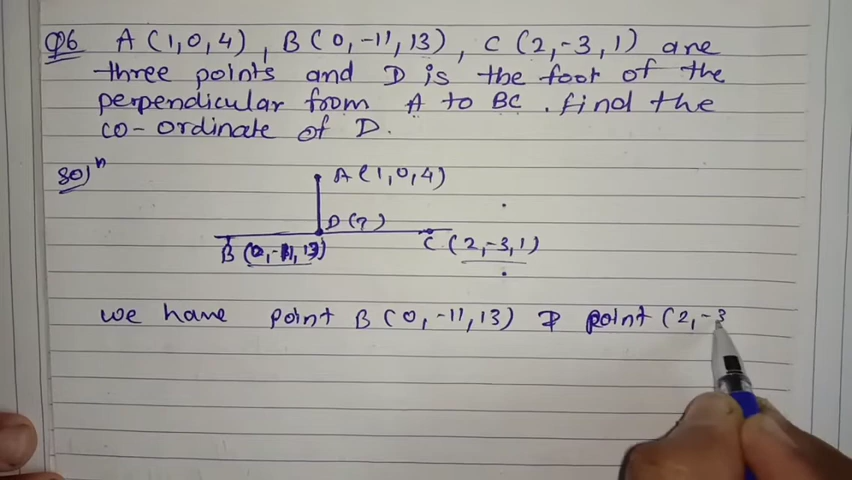 Q6 A (1,0,4), B(0,-11,13), C (2,-3,1) are
three points and D is the foot of the
perpendicular from A to BC. find the
co-ordinate of D.
Solⁿ
A(1,0,4)
D(?)
B (0,-11,13)
C (2,-3,1)
we have point B(0,-11,13) & point (2,-3